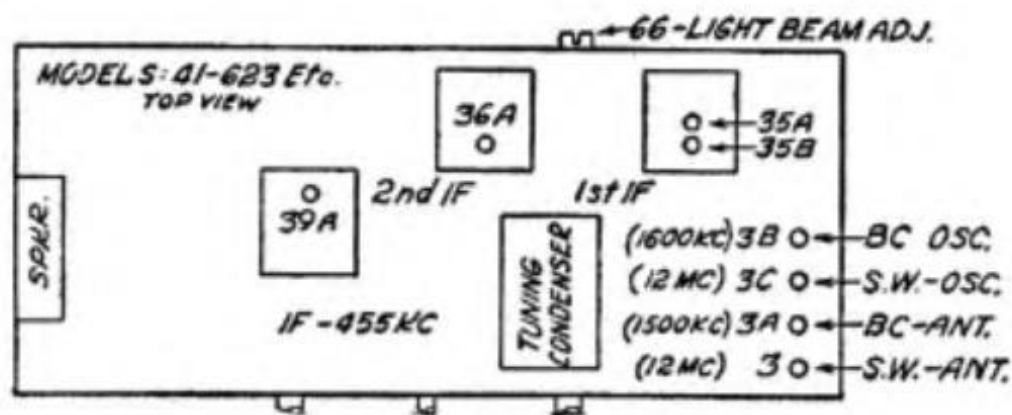 66-LIGHT BEAM ADJ.
MODELS: 41-623 Etc.
TOP VIEW
36A
35A
35B
39A
2nd IF
1st IF
SPKR.
TUNING
CONDENSER
(1600KC) 3B BC OSC.
(12MC) 3C S.W.-OSC.
IF-455KC
(1500KC) 3A BC-ANT.
(12MC) 3 S.W.-ANT.